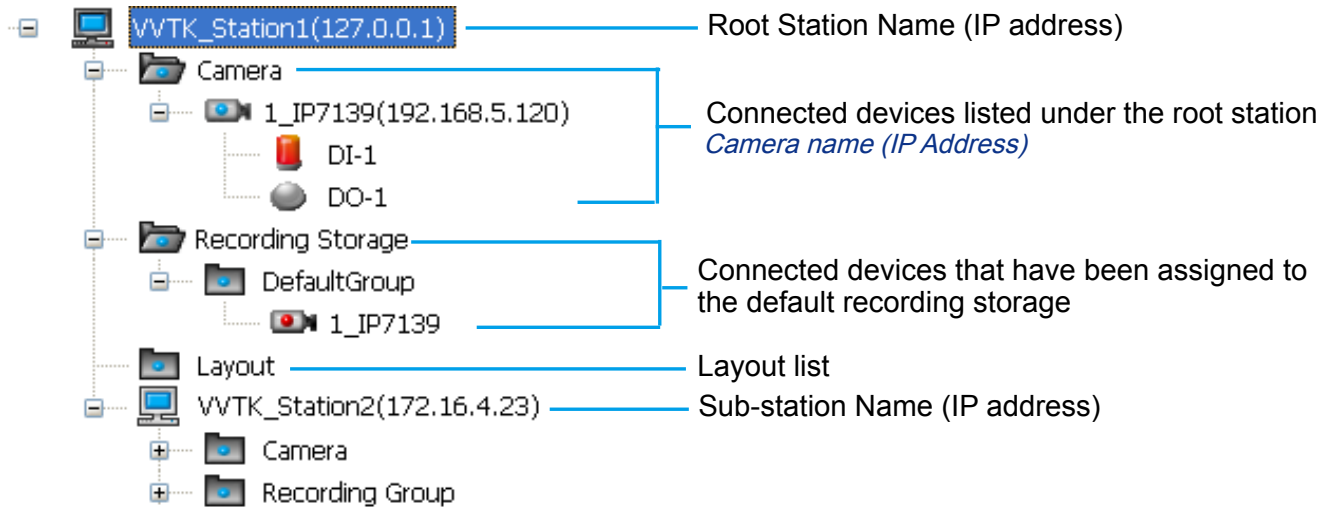 VVTK_Station1(127.0.0.1) Root Station Name (IP address)
Camera
1_IP7139(192.168.5.120) Connected devices listed under the root station
Camera name (IP Address)
DI-1
DO-1
Recording Storage
DefaultGroup Connected devices that have been assigned to
the default recording storage
1_IP7139
Layout Layout list
VVTK_Station2(172.16.4.23) Sub-station Name (IP address)
Camera
Recording Group